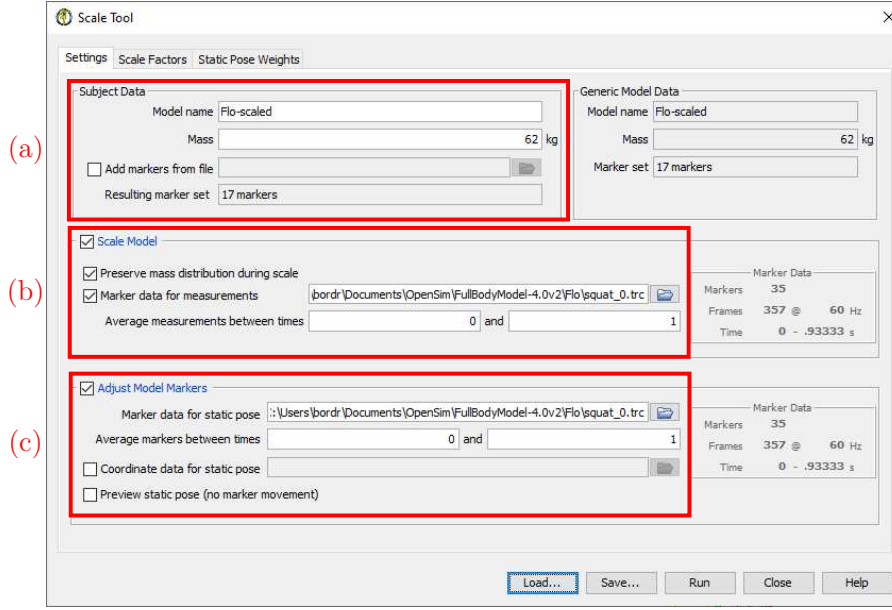 Scale Tool
Settings Scale Factors Static Pose Weights
(a)
Subject Data
Model name Flo-scaled
Mass 62 kg
Add markers from file
Resulting marker set 17 markers
Generic Model Data
Model name Flo-scaled
Mass 62 kg
Marker set 17 markers
(b)
Scale Model
Preserve mass distribution during scale
Marker data for measurements bordr\Documents\OpenSim\FullBodyModel-4.0v2\Flo\squat_0.trc
Average measurements between times 0 and 1
Marker Data
Markers 35
Frames 357 @ 60 Hz
Time 0 - .93333 s
(c)
Adjust Model Markers
Marker data for static pose :\Users\bordr\Documents\OpenSim\FullBodyModel-4.0v2\Flo\squat_0.trc
Average markers between times 0 and 1
Coordinate data for static pose
Preview static pose (no marker movement)
Marker Data
Markers 35
Frames 357 @ 60 Hz
Time 0 - .93333 s
Load... Save... Run Close Help